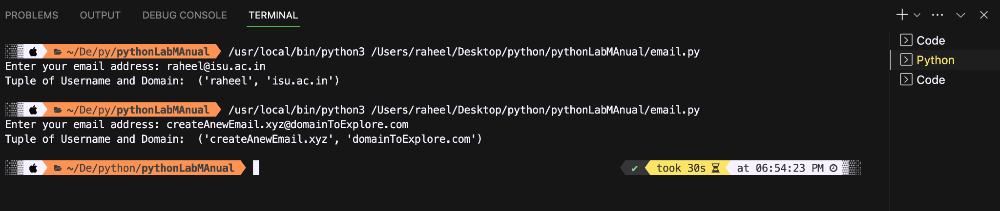 PROBLEMS OUTPUT DEBUG CONSOLE TERMINAL
~/De/py/pythonLabMAnual /usr/local/bin/python3 /Users/raheel/Desktop/python/pythonLabMAnual/email.py
Enter your email address: raheel@isu.ac.in
Tuple of Username and Domain:  ('raheel', 'isu.ac.in')
~/De/py/pythonLabMAnual /usr/local/bin/python3 /Users/raheel/Desktop/python/pythonLabMAnual/email.py
Enter your email address: createAnewEmail.xyz@domainToExplore.com
Tuple of Username and Domain:  ('createAnewEmail.xyz', 'domainToExplore.com')
~/De/python/pythonLabMAnual ✔ took 30s at 06:54:23 PM
Code
Python
Code